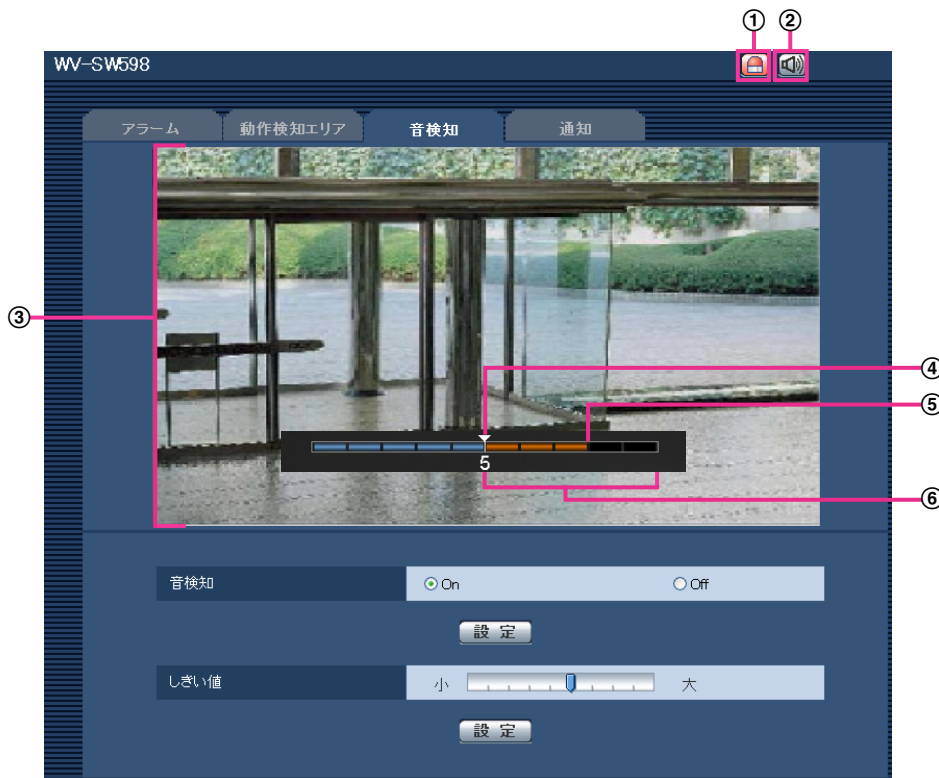 ① ②
WV-SW598
アラーム 動作検知エリア 音検知 通知
③
④
⑤
5
⑥
音検知 On Off
設 定
しきい値 小 大
設 定